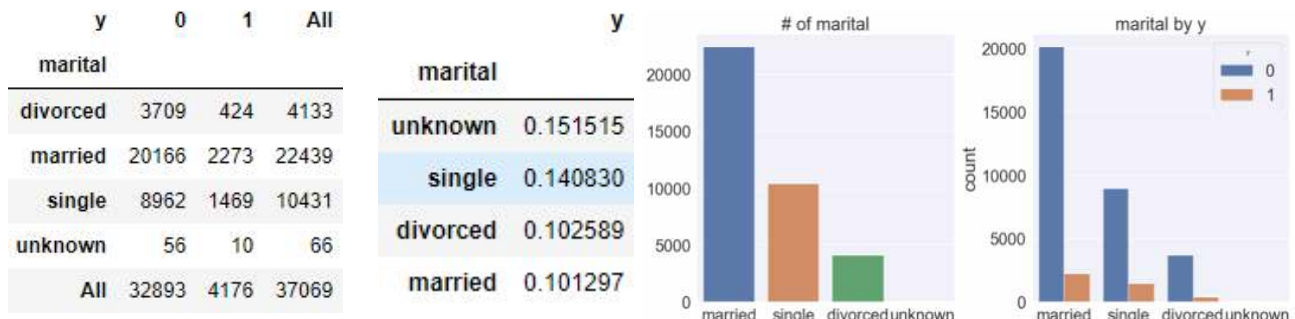 y 0 1 All
marital
divorced 3709 424 4133
married 20166 2273 22439
single 8962 1469 10431
unknown 56 10 66
All 32893 4176 37069
y
marital
unknown 0.151515
single 0.140830
divorced 0.102589
married 0.101297
# of marital
20000
15000
10000
5000
0
married single divorced unknown
marital by y
20000
15000
10000
5000
0
count
0
1
married single divorced unknown